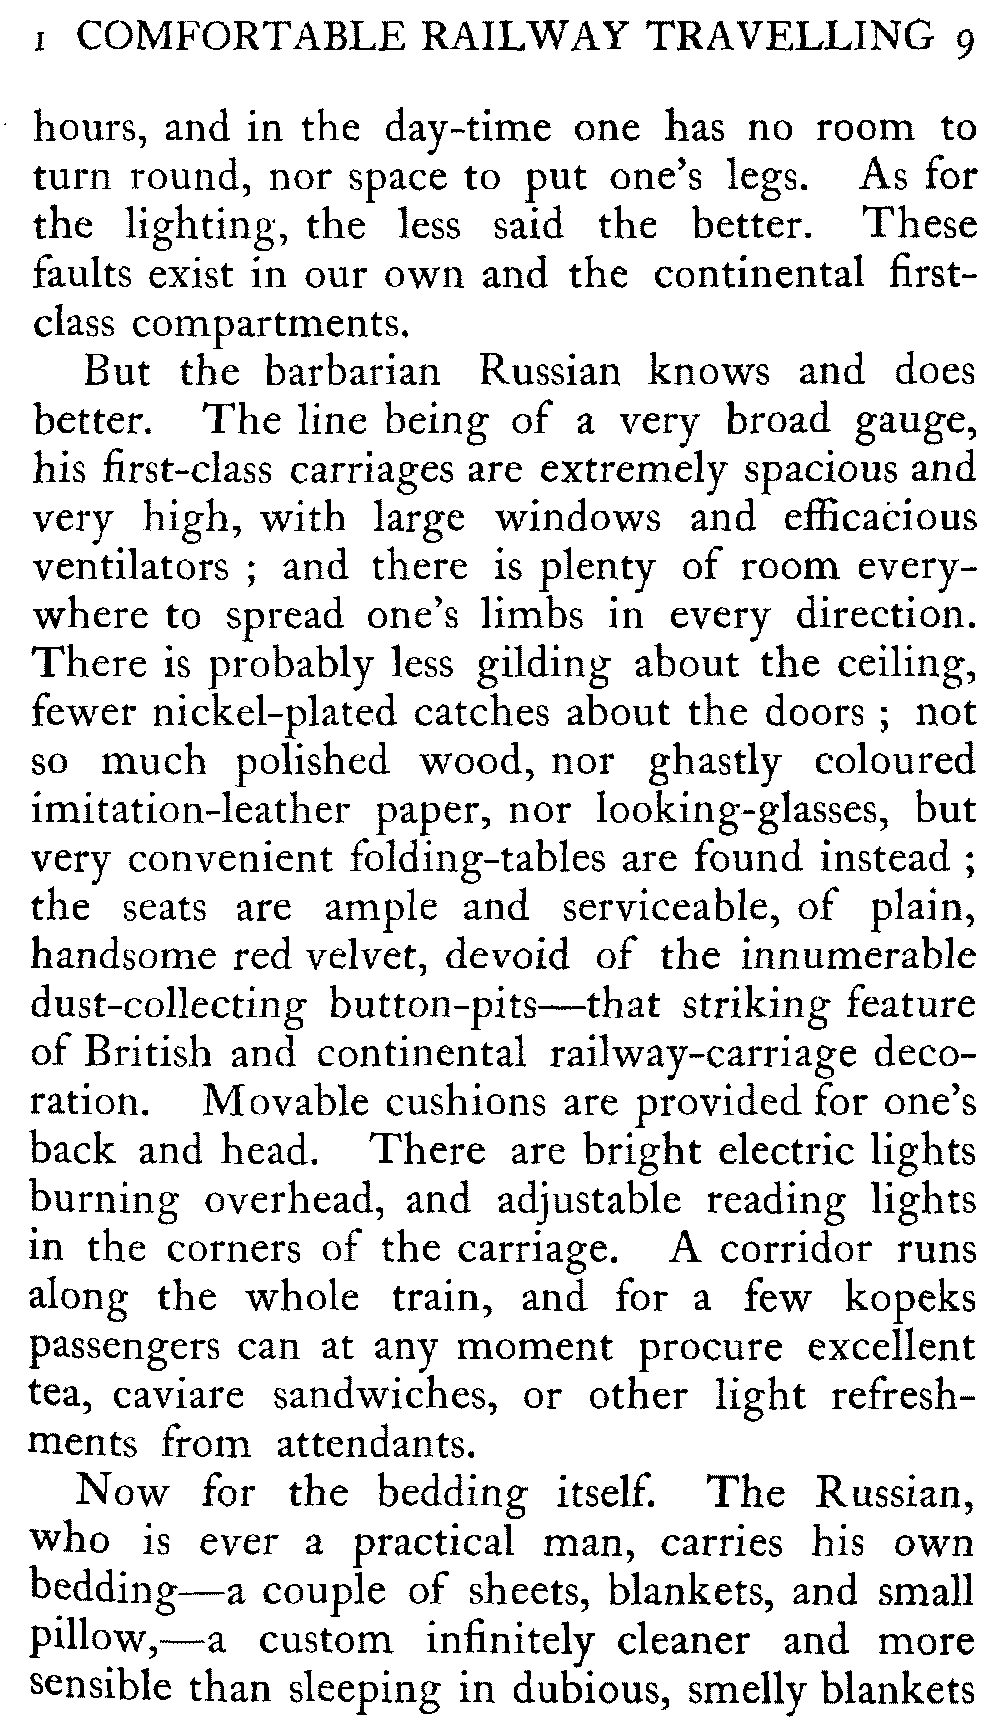 I COMFORTABLE RAILWAY TRAVELLING 9
hours, and in the day-time one has no room to
turn round, nor space to put one's legs. As for
the lighting, the less said the better. These
faults exist in our own and the continental first-
class compartments.
But the barbarian Russian knows and does
better. The line being of a very broad gauge,
his first-class carriages are extremely spacious and
very high, with large windows and efficacious
ventilators ; and there is plenty of room every-
where to spread one's limbs in every direction.
There is probably less gilding about the ceiling,
fewer nickel-plated catches about the doors ; not
so much polished wood, nor ghastly coloured
imitation-leather paper, nor looking-glasses, but
very convenient folding-tables are found instead ;
the seats are ample and serviceable, of plain,
handsome red velvet, devoid of the innumerable
dust-collecting button-pits—that striking feature
of British and continental railway-carriage deco-
ration. Movable cushions are provided for one's
back and head. There are bright electric lights
burning overhead, and adjustable reading lights
in the corners of the carriage. A corridor runs
along the whole train, and for a few kopeks
passengers can at any moment procure excellent
tea, caviare sandwiches, or other light refresh-
ments from attendants.
Now for the bedding itself. The Russian,
who is ever a practical man, carries his own
bedding—a couple of sheets, blankets, and small
pillow,—a custom infinitely cleaner and more
sensible than sleeping in dubious, smelly blankets